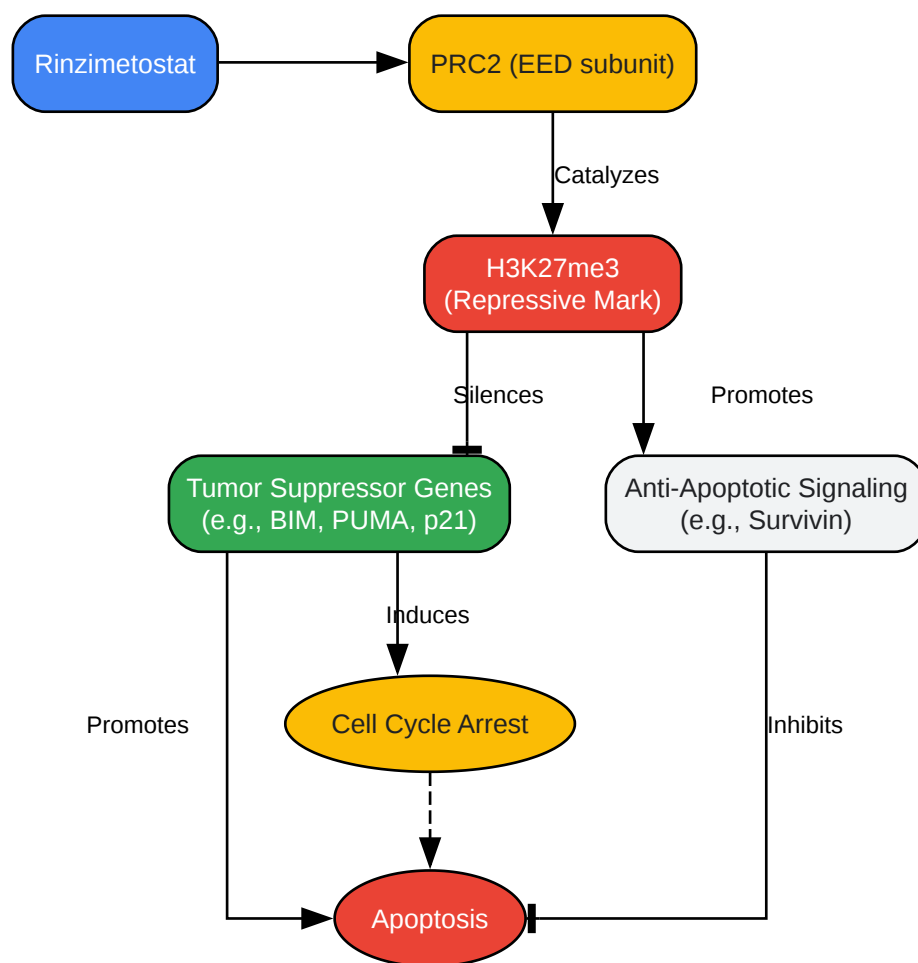 Rinzimetostat
PRC2 (EED subunit)
Catalyzes
H3K27me3
(Repressive Mark)
Silences
Promotes
Tumor Suppressor Genes
(e.g., BIM, PUMA, p21)
Anti-Apoptotic Signaling
(e.g., Survivin)
Induces
Cell Cycle Arrest
Promotes
Inhibits
Apoptosis